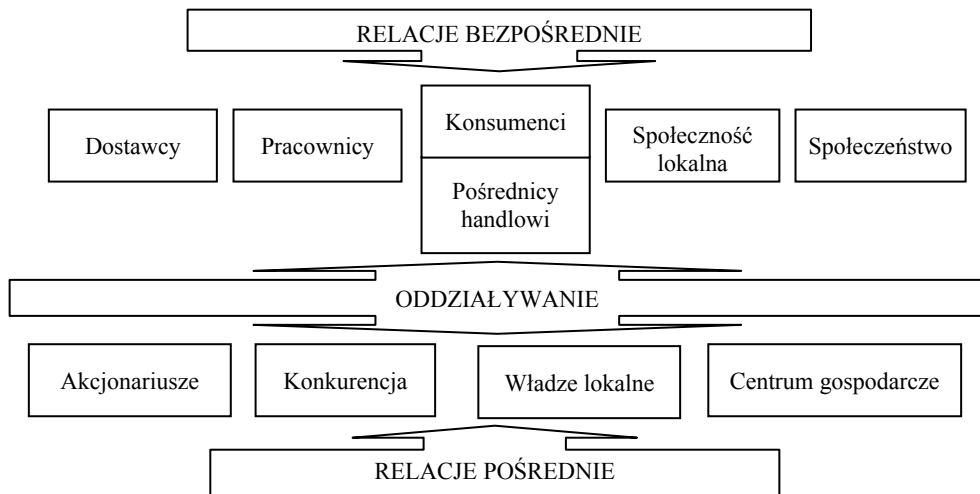 RELACJE BEZPOŚREDNIE
Dostawcy
Pracownicy
Konsumenci
Pośrednicy
handlowi
Społeczność
lokalna
Społeczeństwo
ODDZIAŁYWANIE
Akcjonariusze
Konkurencja
Władze lokalne
Centrum gospodarcze
RELACJE POŚREDNIE